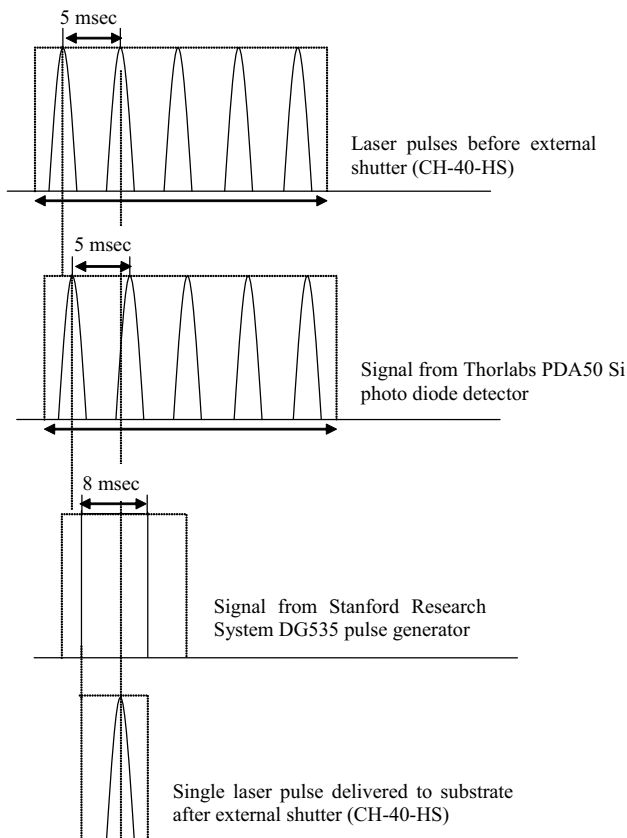 5 msec
Laser pulses before external
shutter (CH-40-HS)
5 msec
Signal from Thorlabs PDA50 Si
photo diode detector
8 msec
Signal from Stanford Research
System DG535 pulse generator
Single laser pulse delivered to substrate
after external shutter (CH-40-HS)